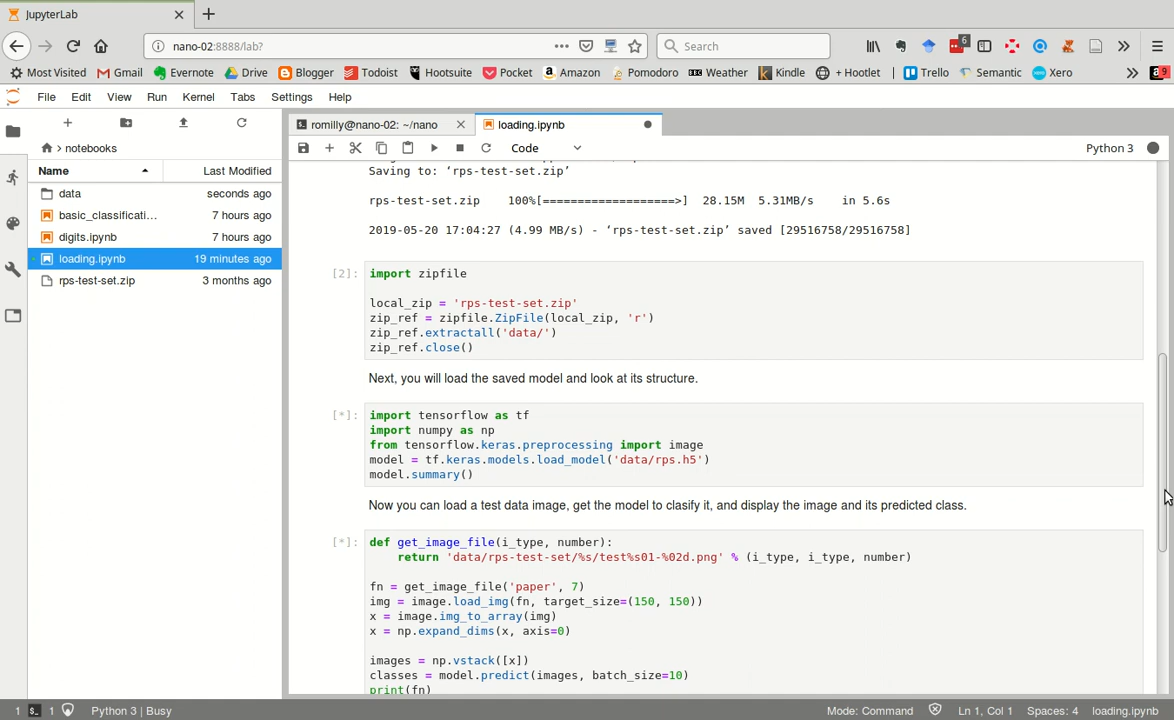 JupyterLab
nano-02:8888/lab?
Search
6
Most Visited Gmail Evernote Drive Blogger Todoist Hootsuite Pocket Amazon Pomodoro Weather Kindle + Hootlet Trello Semantic Xero
9
File Edit View Run Kernel Tabs Settings Help
romilly@nano-02: ~/nano
loading.ipynb
Code
Python 3
> notebooks
Name Last Modified
data seconds ago
basic_classificati... 7 hours ago
digits.ipynb 7 hours ago
loading.ipynb 19 minutes ago
rps-test-set.zip 3 months ago
Saving to: ‘rps-test-set.zip’
rps-test-set.zip 100%[===================>] 28.15M 5.31MB/s in 5.6s
2019-05-20 17:04:27 (4.99 MB/s) - ‘rps-test-set.zip’ saved [29516758/29516758]
[2]:
import zipfile
local_zip = 'rps-test-set.zip'
zip_ref = zipfile.ZipFile(local_zip, 'r')
zip_ref.extractall('data/')
zip_ref.close()
Next, you will load the saved model and look at its structure.
[*]:
import tensorflow as tf
import numpy as np
from tensorflow.keras.preprocessing import image
model = tf.keras.models.load_model('data/rps.h5')
model.summary()
Now you can load a test data image, get the model to clasify it, and display the image and its predicted class.
[*]:
def get_image_file(i_type, number):
return 'data/rps-test-set/%s/test%s01-%02d.png' % (i_type, i_type, number)
fn = get_image_file('paper', 7)
img = image.load_img(fn, target_size=(150, 150))
x = image.img_to_array(img)
x = np.expand_dims(x, axis=0)
images = np.vstack([x])
classes = model.predict(images, batch_size=10)
print(fn)
1 1 Python 3 | Busy Mode: Command Ln 1, Col 1 Spaces: 4 loading.ipynb